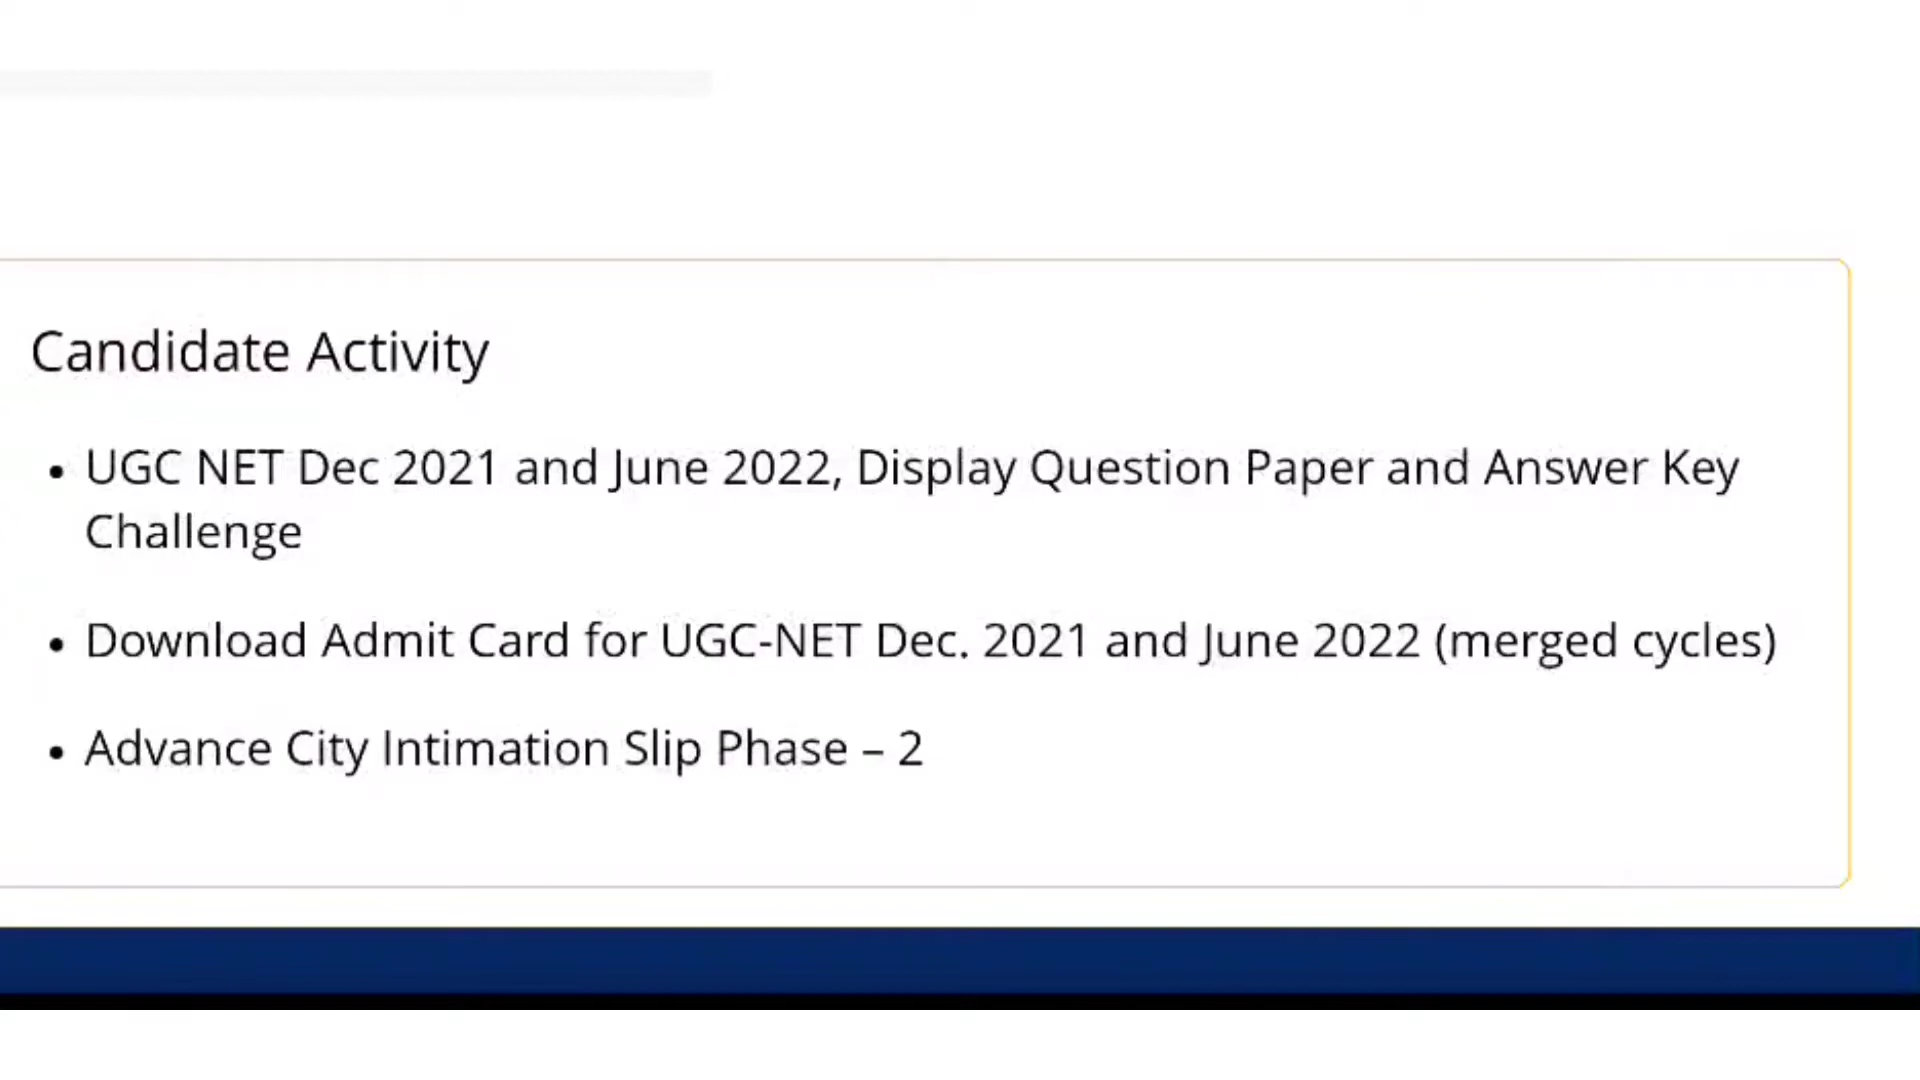 Candidate Activity
• UGC NET Dec 2021 and June 2022, Display Question Paper and Answer Key
Challenge
• Download Admit Card for UGC-NET Dec. 2021 and June 2022 (merged cycles)
• Advance City Intimation Slip Phase – 2